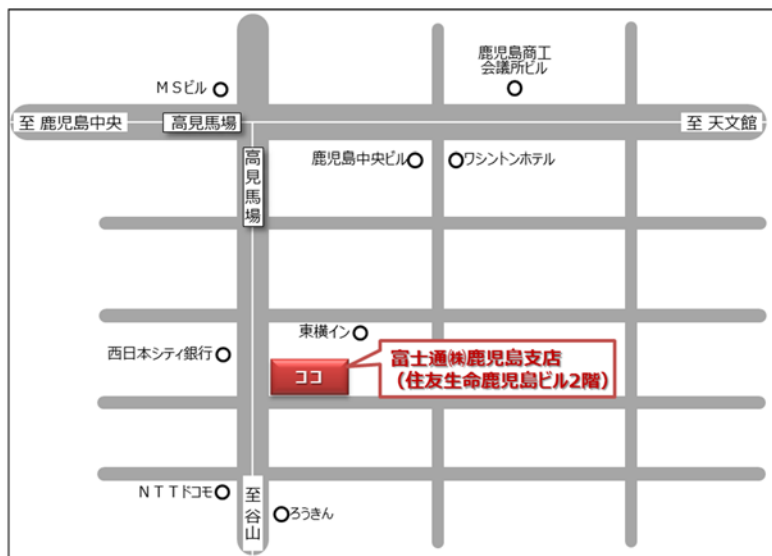 鹿児島商工
会議所ビル
ＭＳビル
至 鹿児島中央
高見馬場
至 天文館
高見馬場
鹿児島中央ビル
ワシントンホテル
東横イン
西日本シティ銀行
富士通㈱鹿児島支店
（住友生命鹿児島ビル2階）
ココ
ＮＴＴドコモ
至谷山
ろうきん